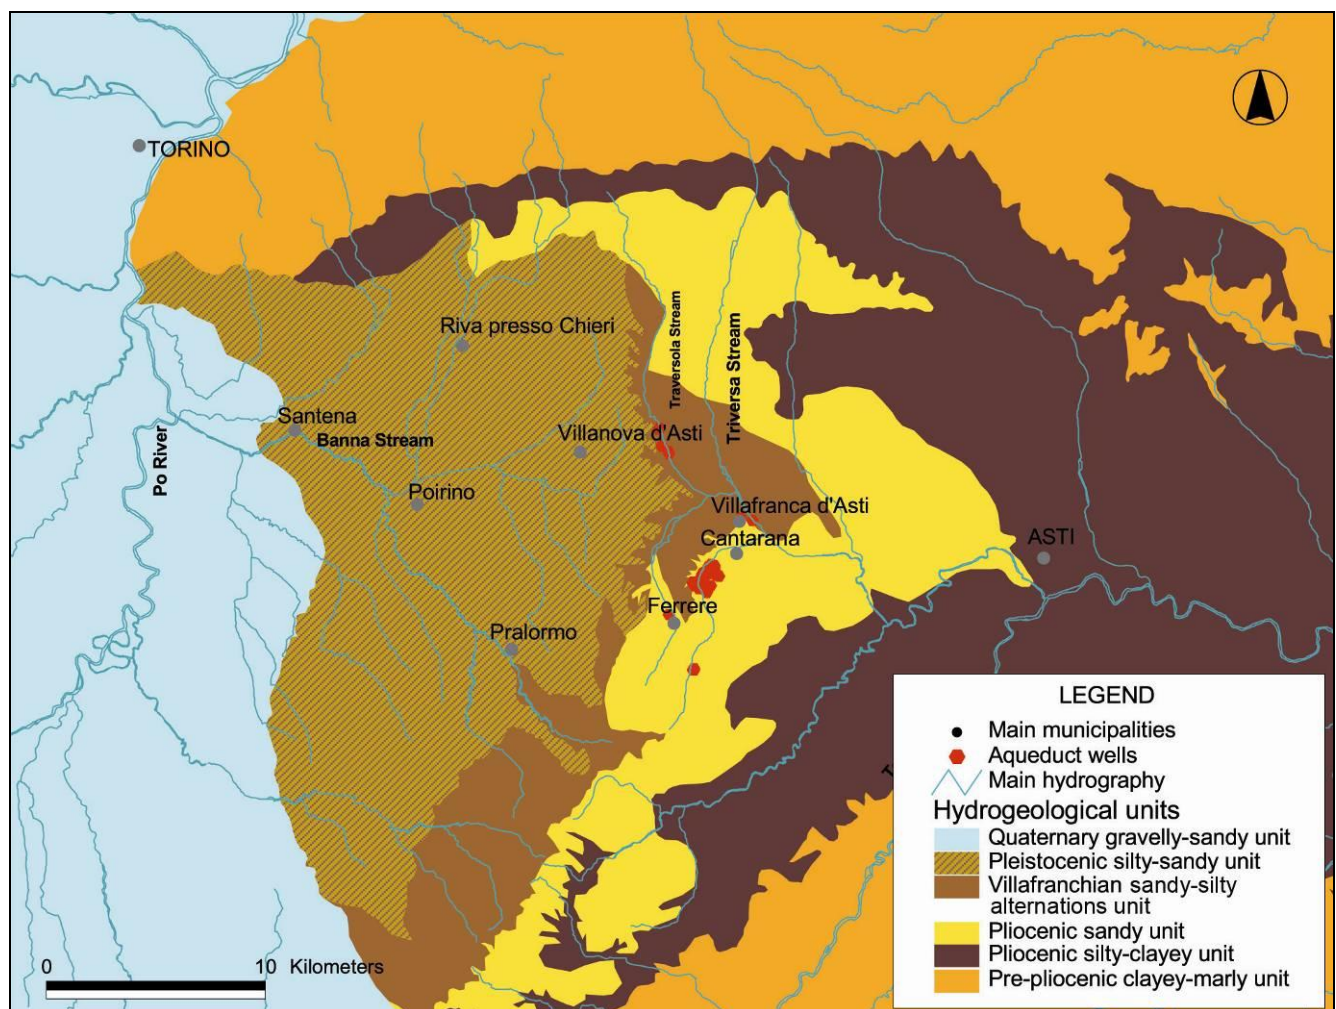 TORINO
Riva presso Chieri
Traversola Stream
Triversa Stream
Santena
Banna Stream
Villanova d'Asti
Po River
Poirino
Villafranca d'Asti
Cantarana
ASTI
Ferrere
Pralormo
LEGEND
Main municipalities
Aqueduct wells
Main hydrography
Hydrogeological units
Quaternary gravelly-sandy unit
Pleistocenic silty-sandy unit
Villafranchian sandy-silty
alternations unit
Pliocenic sandy unit
Pliocenic silty-clayey unit
Pre-pliocenic clayey-marly unit
0 10 Kilometers